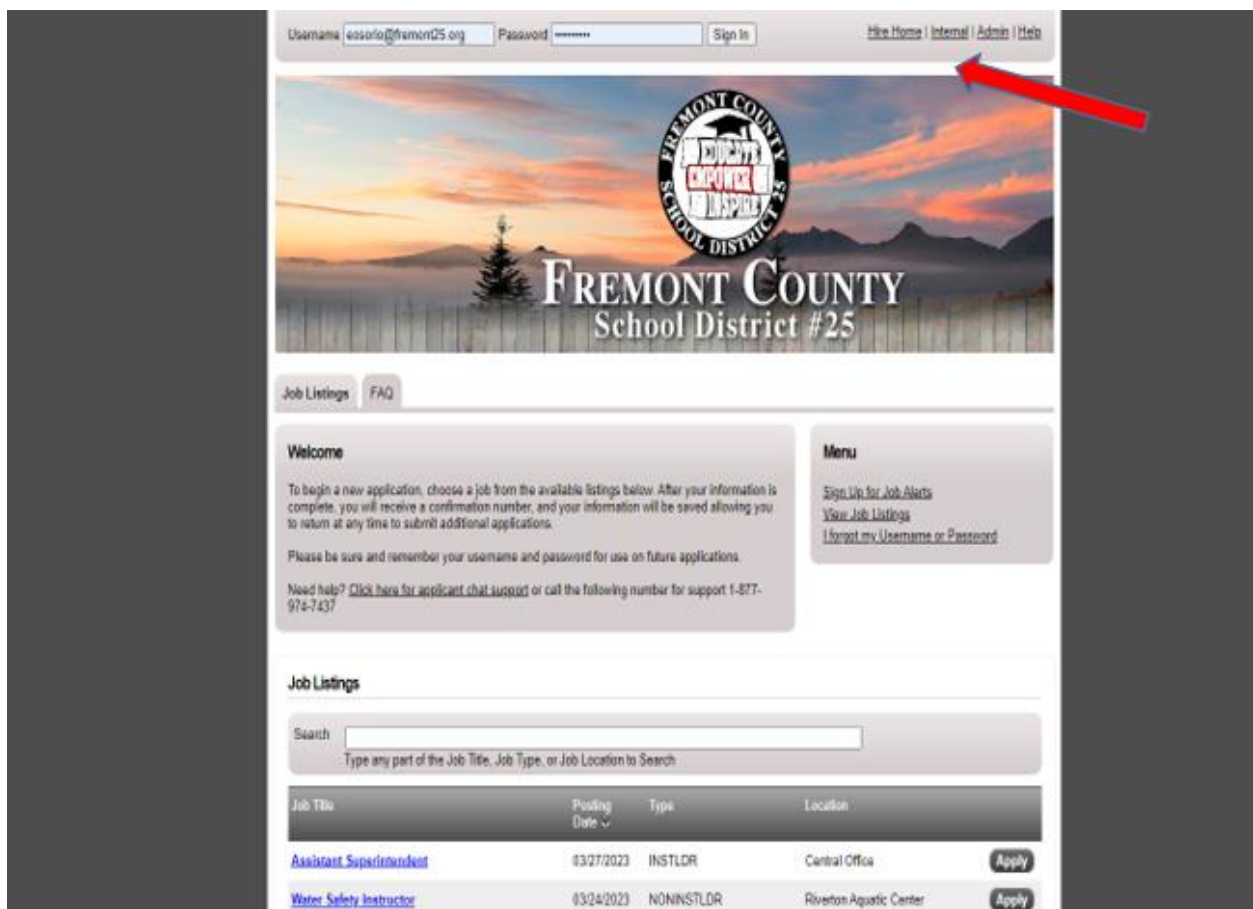 Username eosorio@fremont25.org Password ********* Sign In Hire Home | Internal | Admin | Help
FREMONT COUNTY
EDUCATE
EMPOWER
INSPIRE
SCHOOL DISTRICT 25
FREMONT COUNTY
School District #25
Job Listings FAQ
Welcome
To begin a new application, choose a job from the available listings below. After your information is
complete, you will receive a confirmation number, and your information will be saved allowing you
to return at any time to submit additional applications.
Please be sure and remember your username and password for use on future applications.
Need help? Click here for applicant chat support or call the following number for support 1-877-
974-7437
Menu
Sign Up for Job Alerts
View Job Listings
I forgot my Username or Password
Job Listings
Search
Type any part of the Job Title, Job Type, or Job Location to Search
Job Title Posting Type Location
Date
Assistant Superintendent 03/27/2023 INSTLDR Central Office Apply
Water Safety Instructor 03/24/2023 NONINSTLDR Riverton Aquatic Center Apply